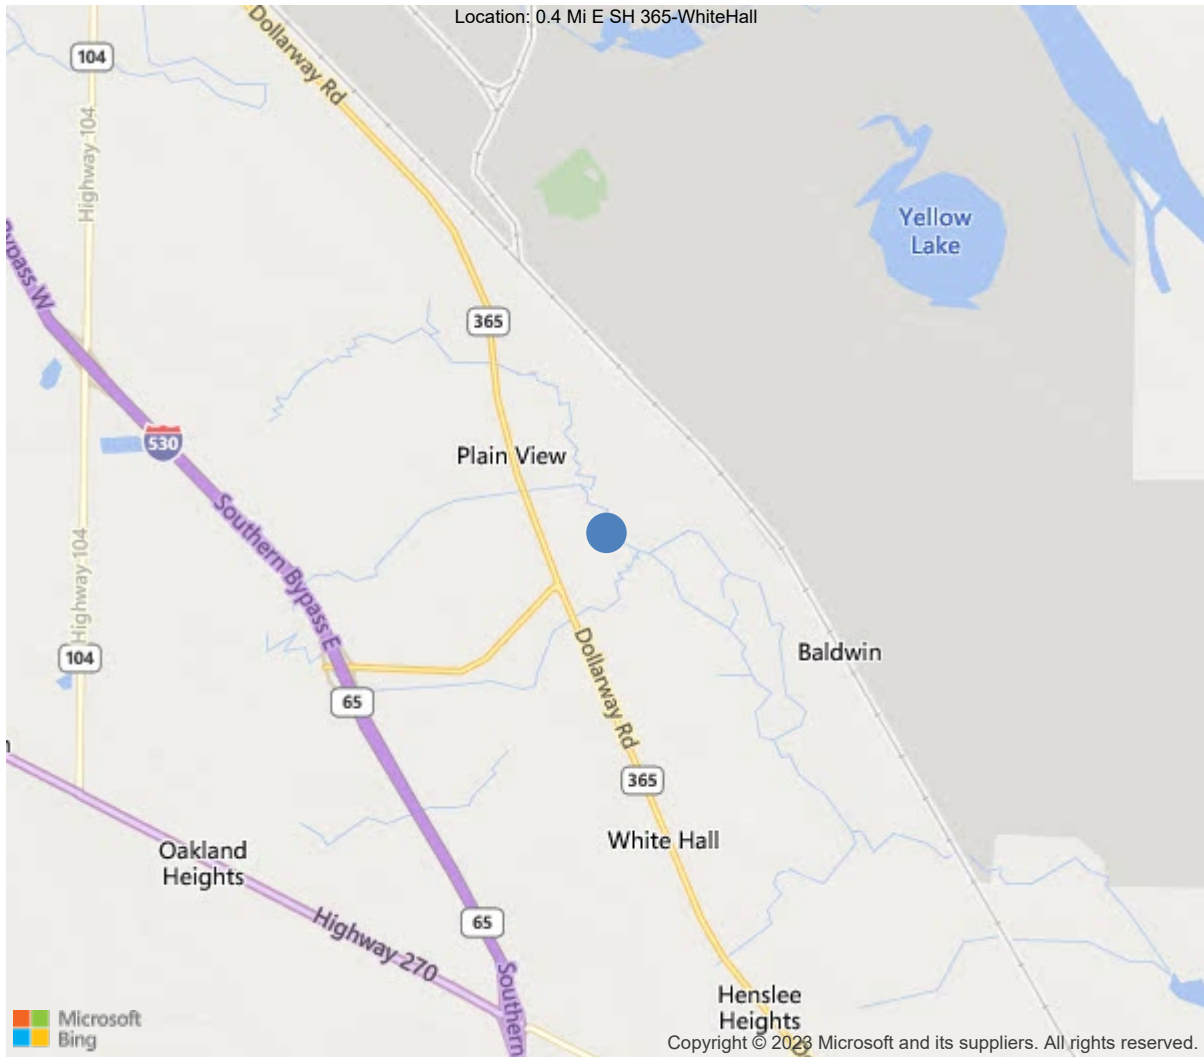 Location: 0.4 Mi E SH 365-WhiteHall
Dollarway Rd
104
Highway 104
Yellow
Lake
Bypass W
365
530
Plain View
Southern Bypass E
Highway 104
104
Baldwin
65
Dollarway Rd
365
White Hall
Oakland
Heights
65
Highway 270
Southern
Henslee
Heights
Microsoft
Bing
Copyright © 2023 Microsoft and its suppliers. All rights reserved.